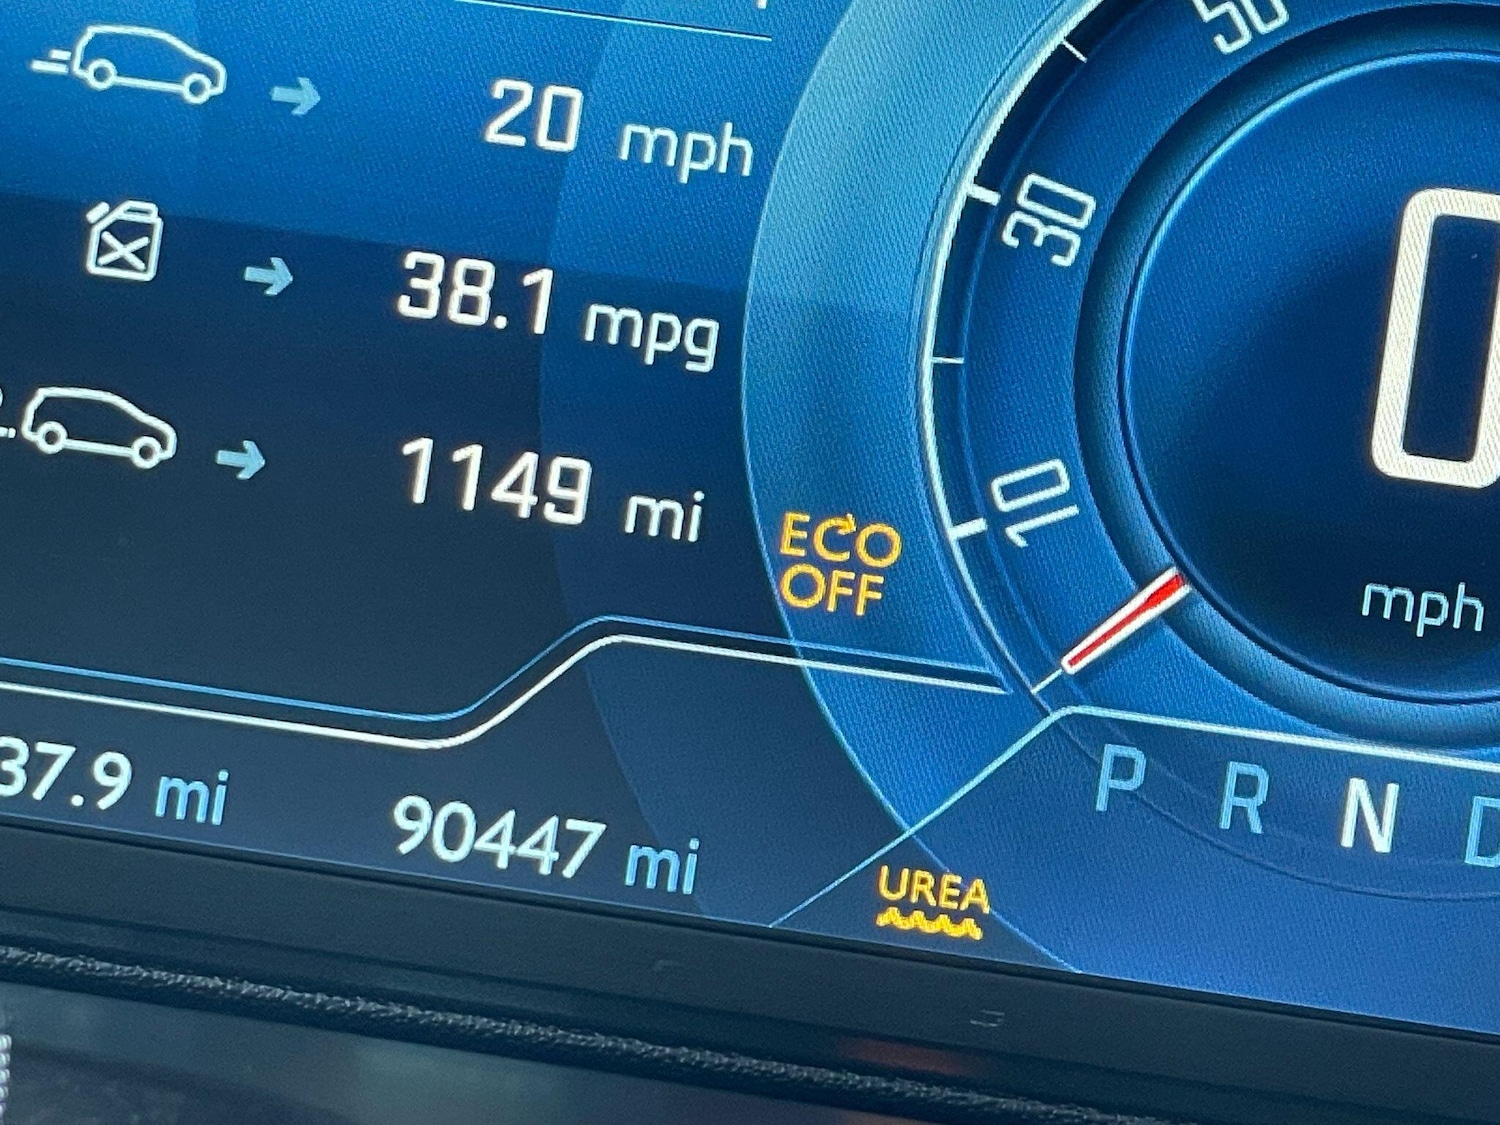 20 mph
38.1 mpg
1149 mi
ECO
OFF
37.9 mi
90447 mi
UREA
50
30
10
0
mph
P R N D